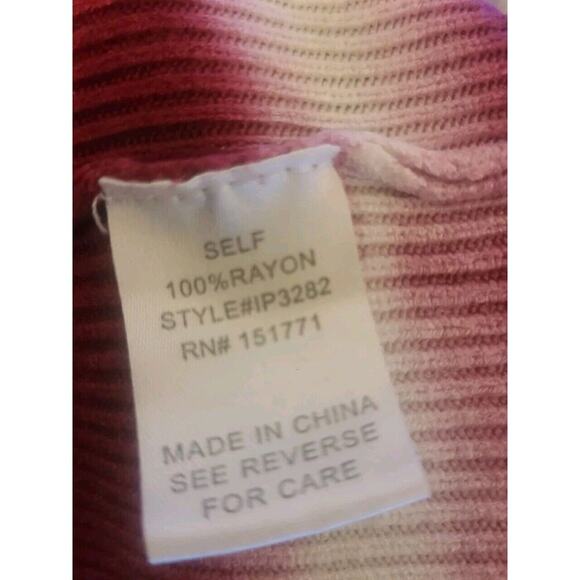 SELF
100%RAYON
STYLE#IP3282
RN# 151771
MADE IN CHINA
SEE REVERSE
FOR CARE